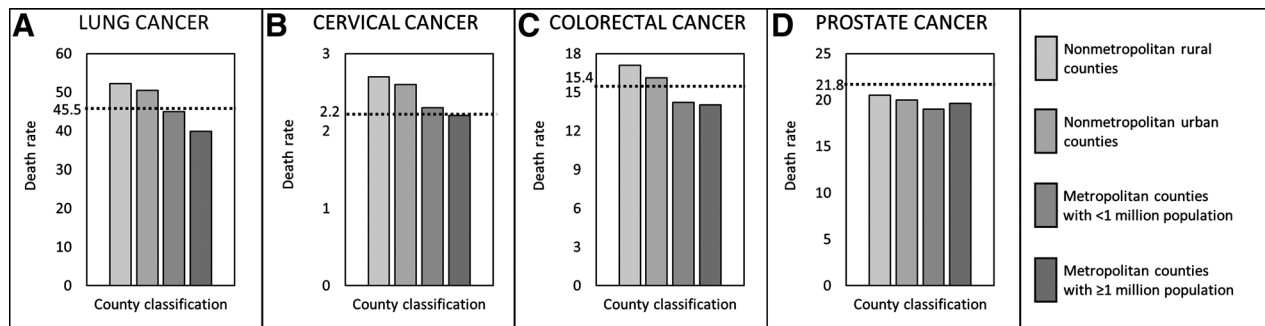 A LUNG CANCER
60
50
45.5
40
30
20
10
0
Death rate
County classification
B CERVICAL CANCER
3
2.2
2
1
0
Death rate
County classification
C COLORECTAL CANCER
18
15.4
15
12
9
6
3
0
Death rate
County classification
D PROSTATE CANCER
25
21.8
20
15
10
5
0
Death rate
County classification
Nonmetropolitan rural
counties
Nonmetropolitan urban
counties
Metropolitan counties
with <1 million population
Metropolitan counties
with ≥1 million population